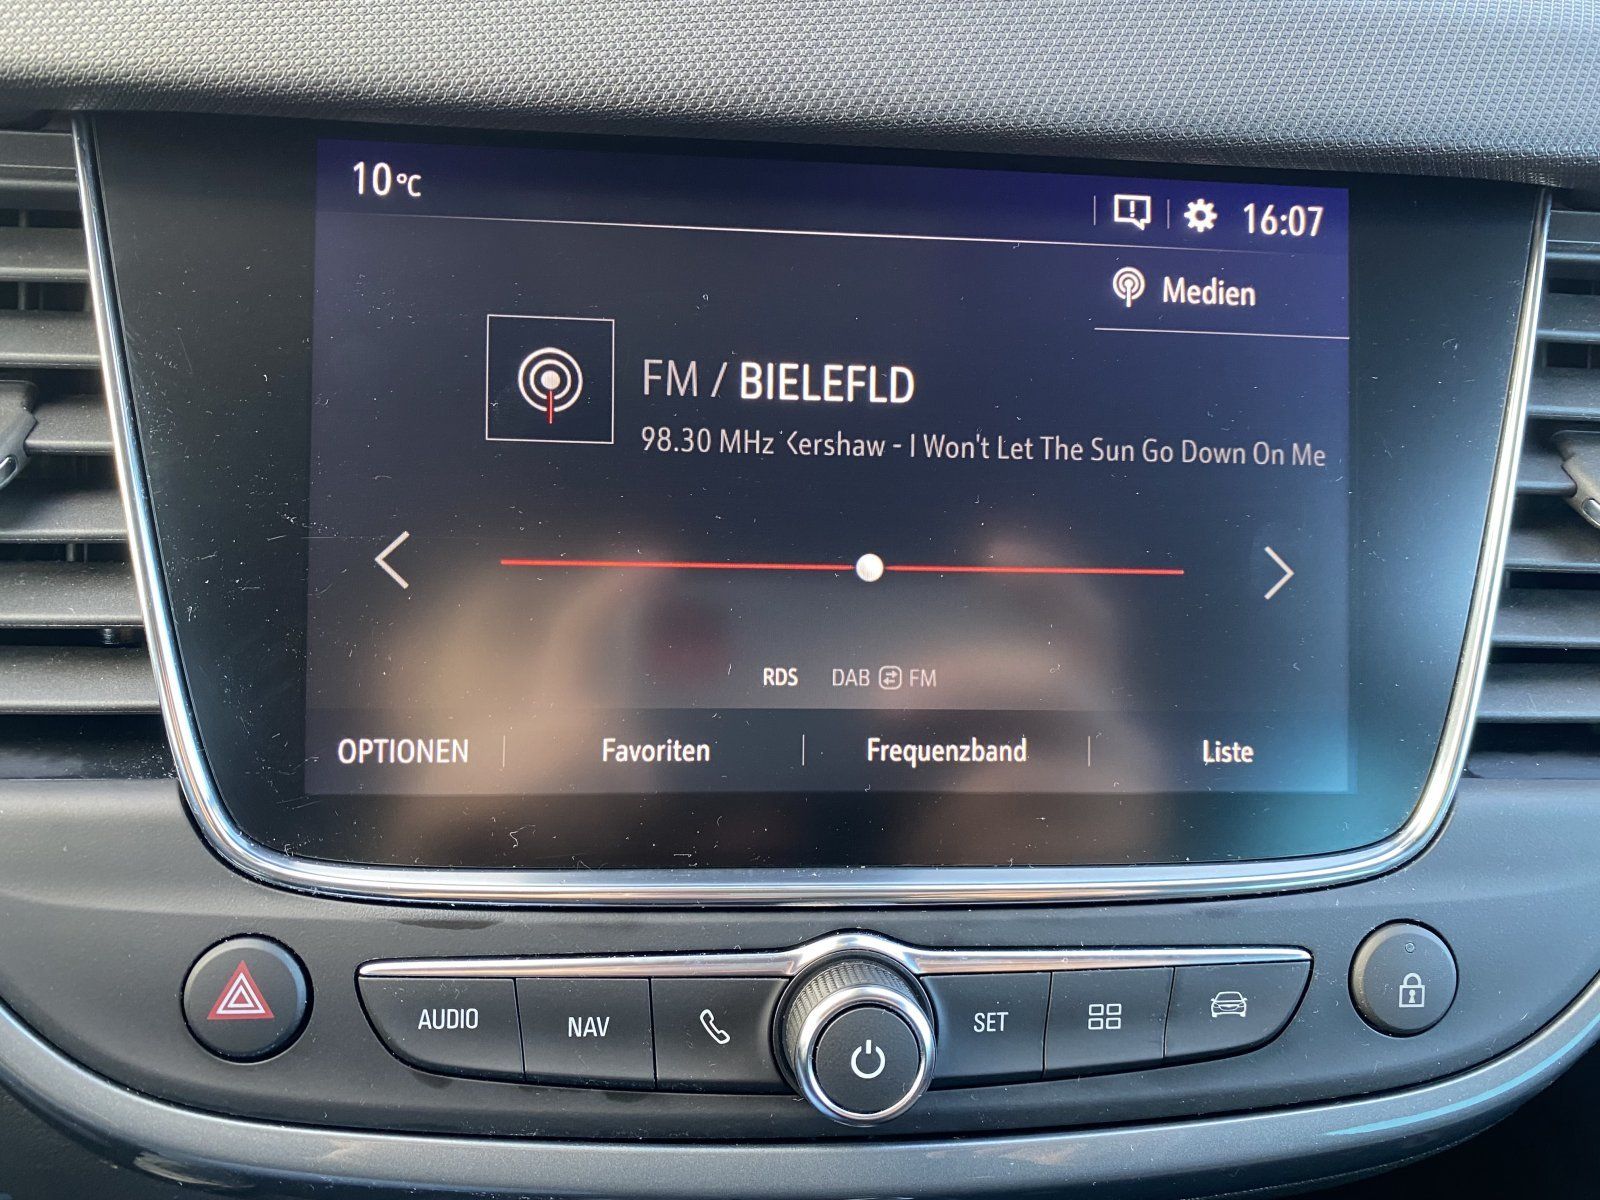 10°C
16:07
Medien
FM / BIELEFLD
98.30 MHz Kershaw - I Won't Let The Sun Go Down On Me
RDS DAB FM
OPTIONEN Favoriten Frequenzband Liste
AUDIO NAV SET